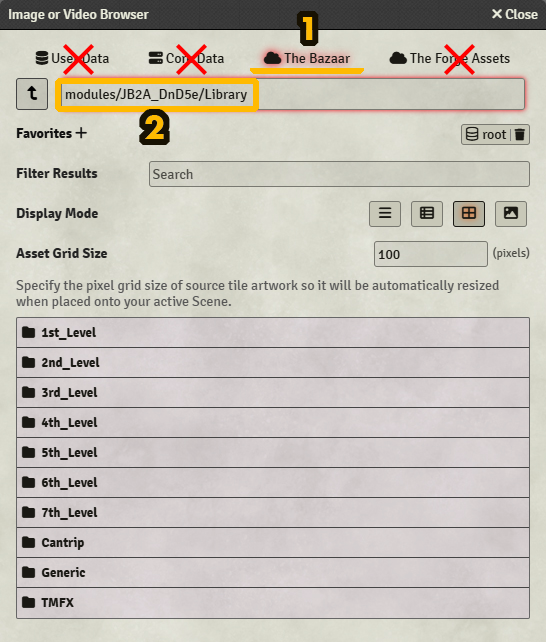 Image or Video Browser
Close
1
User Data
Core Data
The Bazaar
The Forge Assets
modules/JB2A_DnD5e/Library
2
Favorites +
root
Filter Results
Search
Display Mode
Asset Grid Size
100
(pixels)
Specify the pixel grid size of source tile artwork so it will be automatically resized
when placed onto your active Scene.
1st_Level
2nd_Level
3rd_Level
4th_Level
5th_Level
6th_Level
7th_Level
Cantrip
Generic
TMFX